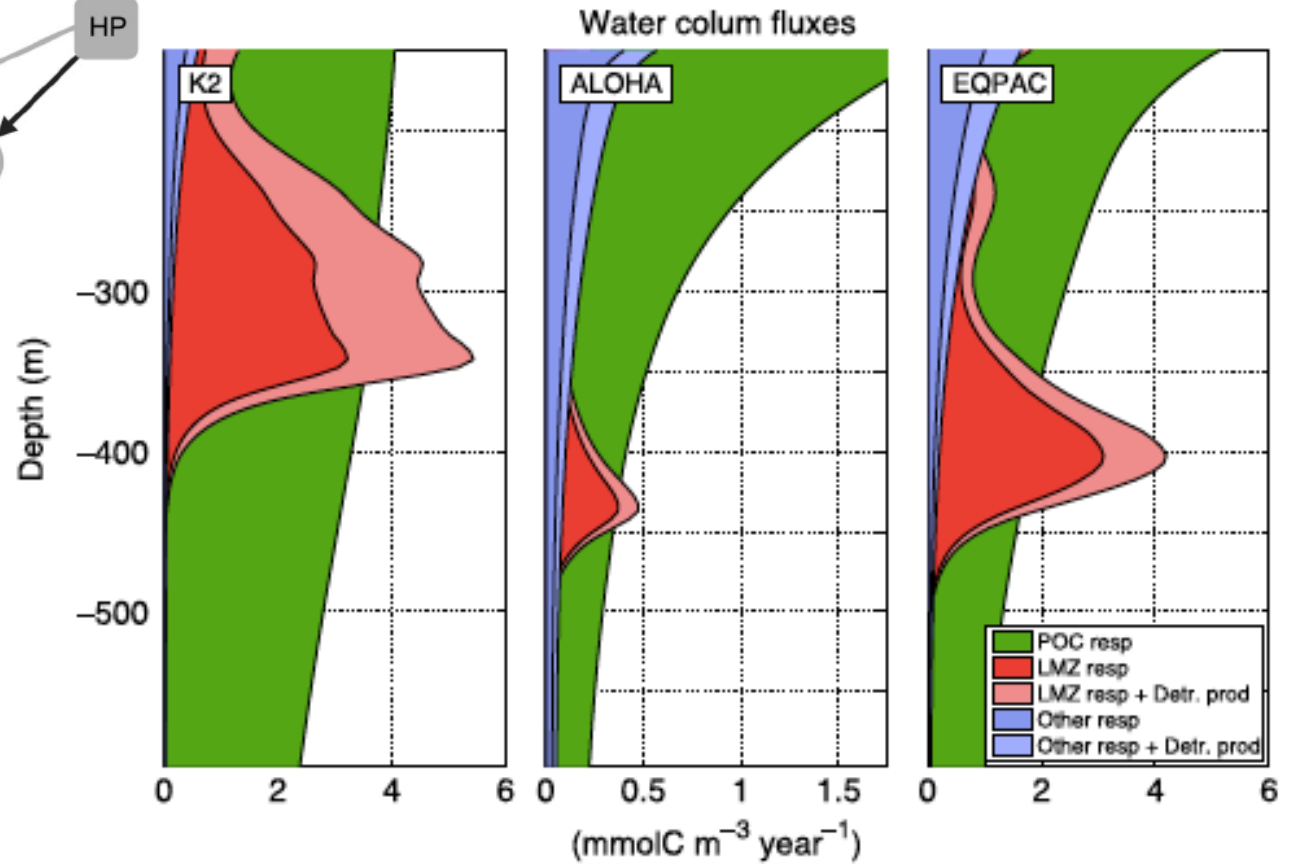 HP
Water colum fluxes
K2
ALOHA
EQPAC
Depth (m)
−300
−400
−500
POC resp
LMZ resp
LMZ resp + Detr. prod
Other resp
Other resp + Detr. prod
0 2 4 6
0 0.5 1 1.5
0 2 4 6
(mmolC m⁻³ year⁻¹)